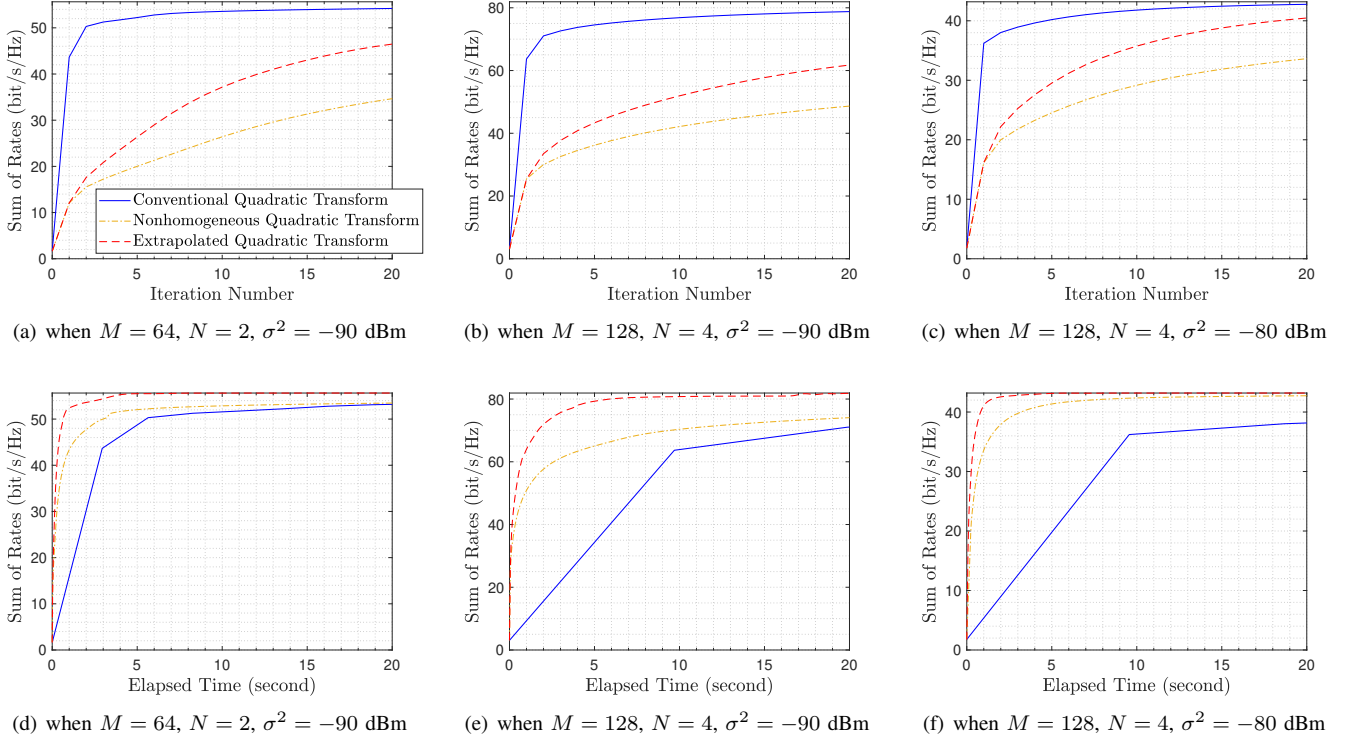 Sum of Rates (bit/s/Hz)
50
40
30
20
10
0
0 5 10 15 20
Iteration Number
Conventional Quadratic Transform
Nonhomogeneous Quadratic Transform
Extrapolated Quadratic Transform
(a) when M = 64, N = 2, σ² = −90 dBm
Sum of Rates (bit/s/Hz)
80
60
40
20
0
0 5 10 15 20
Iteration Number
(b) when M = 128, N = 4, σ² = −90 dBm
Sum of Rates (bit/s/Hz)
40
30
20
10
0
0 5 10 15 20
Iteration Number
(c) when M = 128, N = 4, σ² = −80 dBm
Sum of Rates (bit/s/Hz)
50
40
30
20
10
0
0 5 10 15 20
Elapsed Time (second)
(d) when M = 64, N = 2, σ² = −90 dBm
Sum of Rates (bit/s/Hz)
80
60
40
20
0
0 5 10 15 20
Elapsed Time (second)
(e) when M = 128, N = 4, σ² = −90 dBm
Sum of Rates (bit/s/Hz)
40
30
20
10
0
0 5 10 15 20
Elapsed Time (second)
(f) when M = 128, N = 4, σ² = −80 dBm